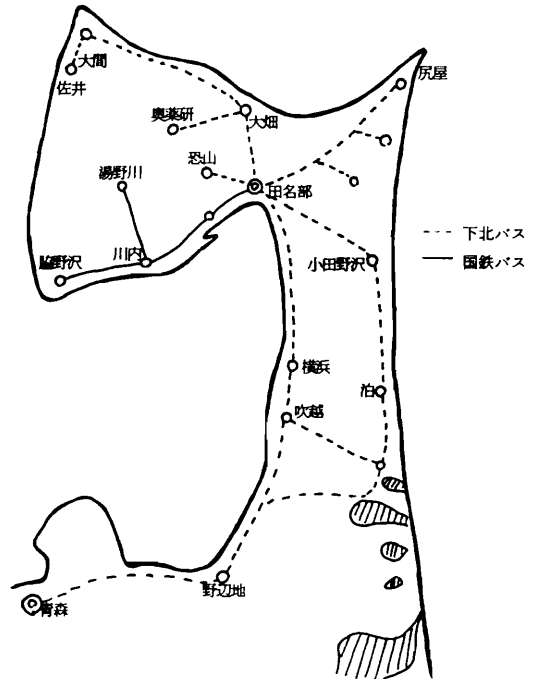 大間
佐井
尻屋
奥薬研
大畑
恐山
湯野川
田名部
下北バス
脇野沢
川内
小田野沢
国鉄バス
横浜
泊
吹越
野辺地
青森